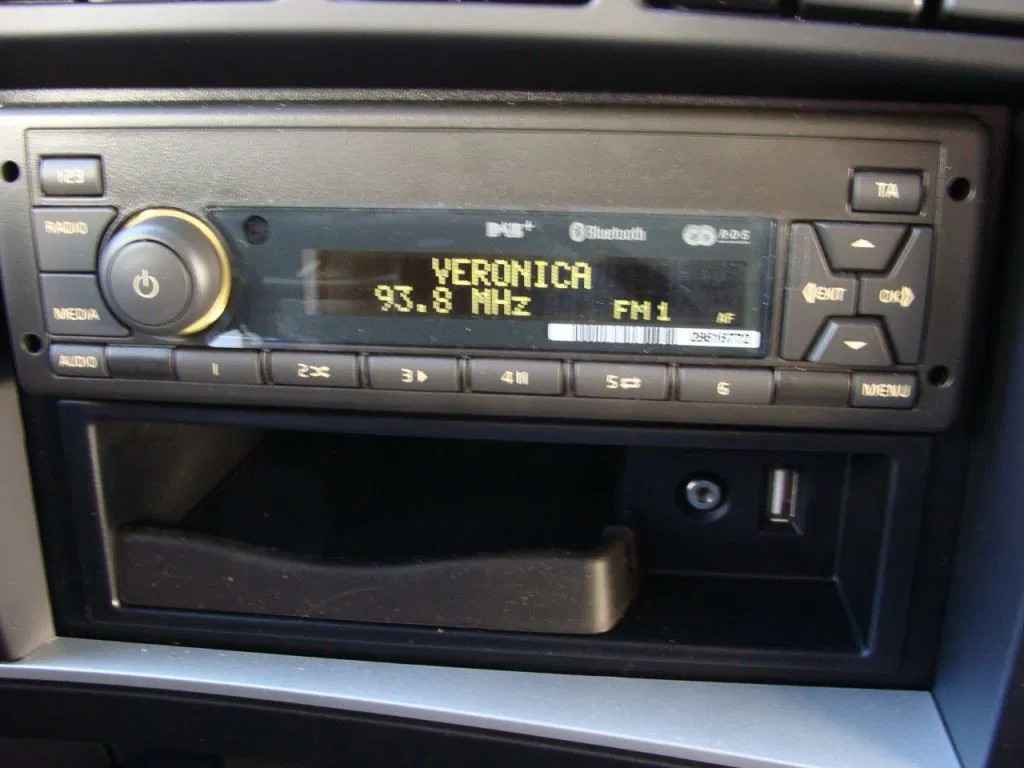 123
TA
RADIO
DAB+ Bluetooth R·D·S
VERONICA
93.8 MHz FM1 AF
EXIT OK
MEDIA
AUDIO 1 2 3 4 5 6 MENU